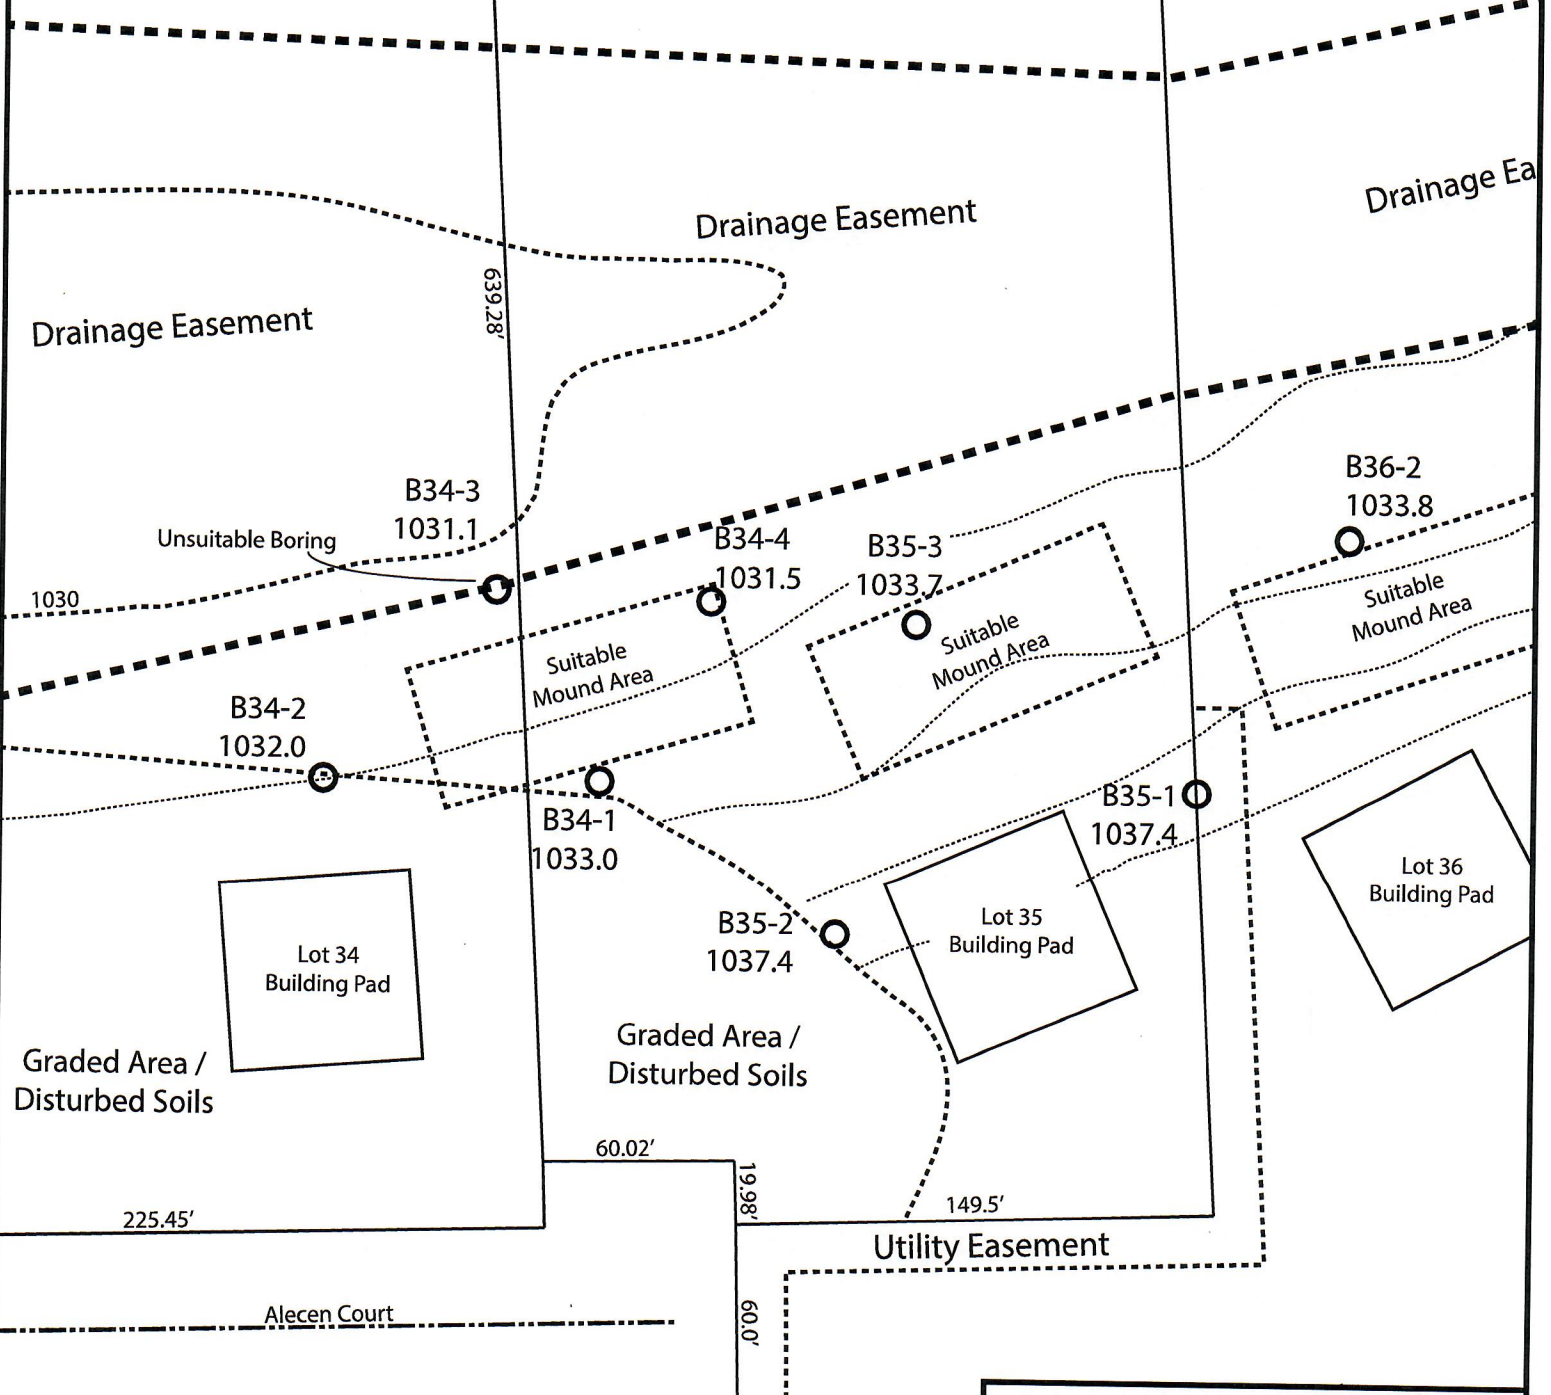 Drainage Ea
Drainage Easement
639.28′
Drainage Easement
B36-2
1033.8
B34-3
1031.1
Unsuitable Boring
B34-4
1031.5
B35-3
1033.7
1030
Suitable
Mound Area
Suitable
Mound Area
Suitable
Mound Area
B34-2
1032.0
B34-1
1033.0
B35-1
1037.4
Lot 36
Building Pad
B35-2
1037.4
Lot 35
Building Pad
Lot 34
Building Pad
Graded Area /
Disturbed Soils
Graded Area /
Disturbed Soils
60.02′
19.98′
149.5′
225.45′
Utility Easement
Alecen Court
60.0′